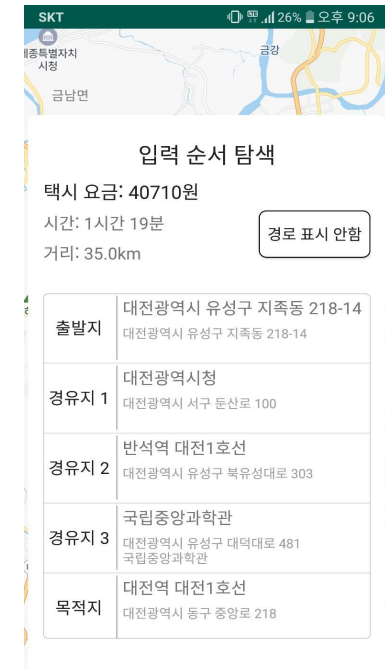 SKT 26% 오후 9:06
금강
시청
금남면
입력 순서 탐색
택시 요금: 40710원
시간: 1시간 19분
거리: 35.0km
경로 표시 안함
출발지
대전광역시 유성구 지족동 218-14
대전광역시 유성구 지족동 218-14
경유지 1
대전광역시청
대전광역시 서구 둔산로 100
경유지 2
반석역 대전1호선
대전광역시 유성구 북유성대로 303
경유지 3
국립중앙과학관
대전광역시 유성구 대덕대로 481
국립중앙과학관
목적지
대전역 대전1호선
대전광역시 동구 중앙로 218